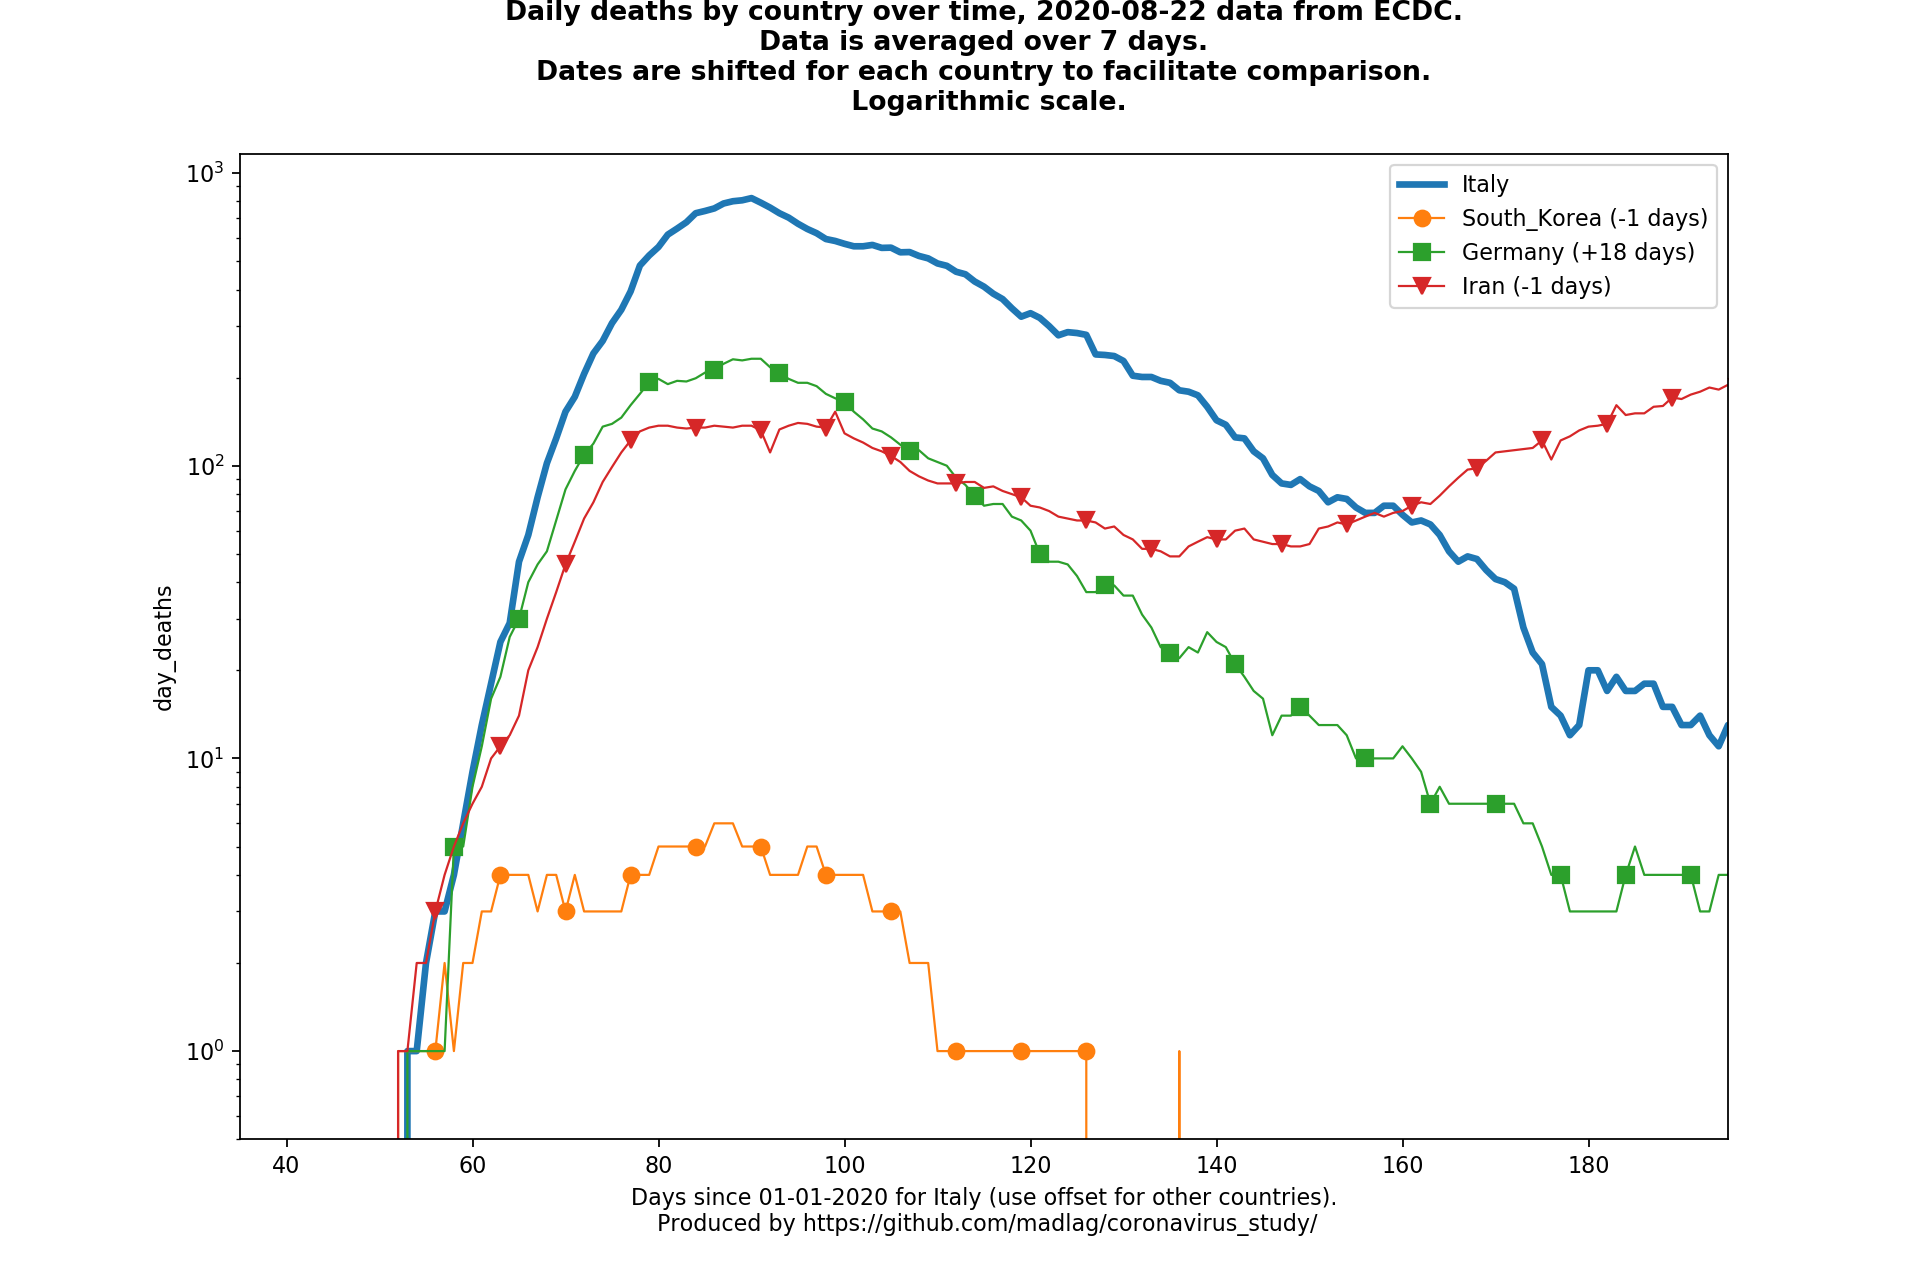 Daily deaths by country over time, 2020-08-22 data from ECDC.
Data is averaged over 7 days.
Dates are shifted for each country to facilitate comparison.
Logarithmic scale.
10³
10²
10¹
10⁰
day_deaths
Italy
South_Korea (-1 days)
Germany (+18 days)
Iran (-1 days)
40 60 80 100 120 140 160 180
Days since 01-01-2020 for Italy (use offset for other countries).
Produced by https://github.com/madlag/coronavirus_study/